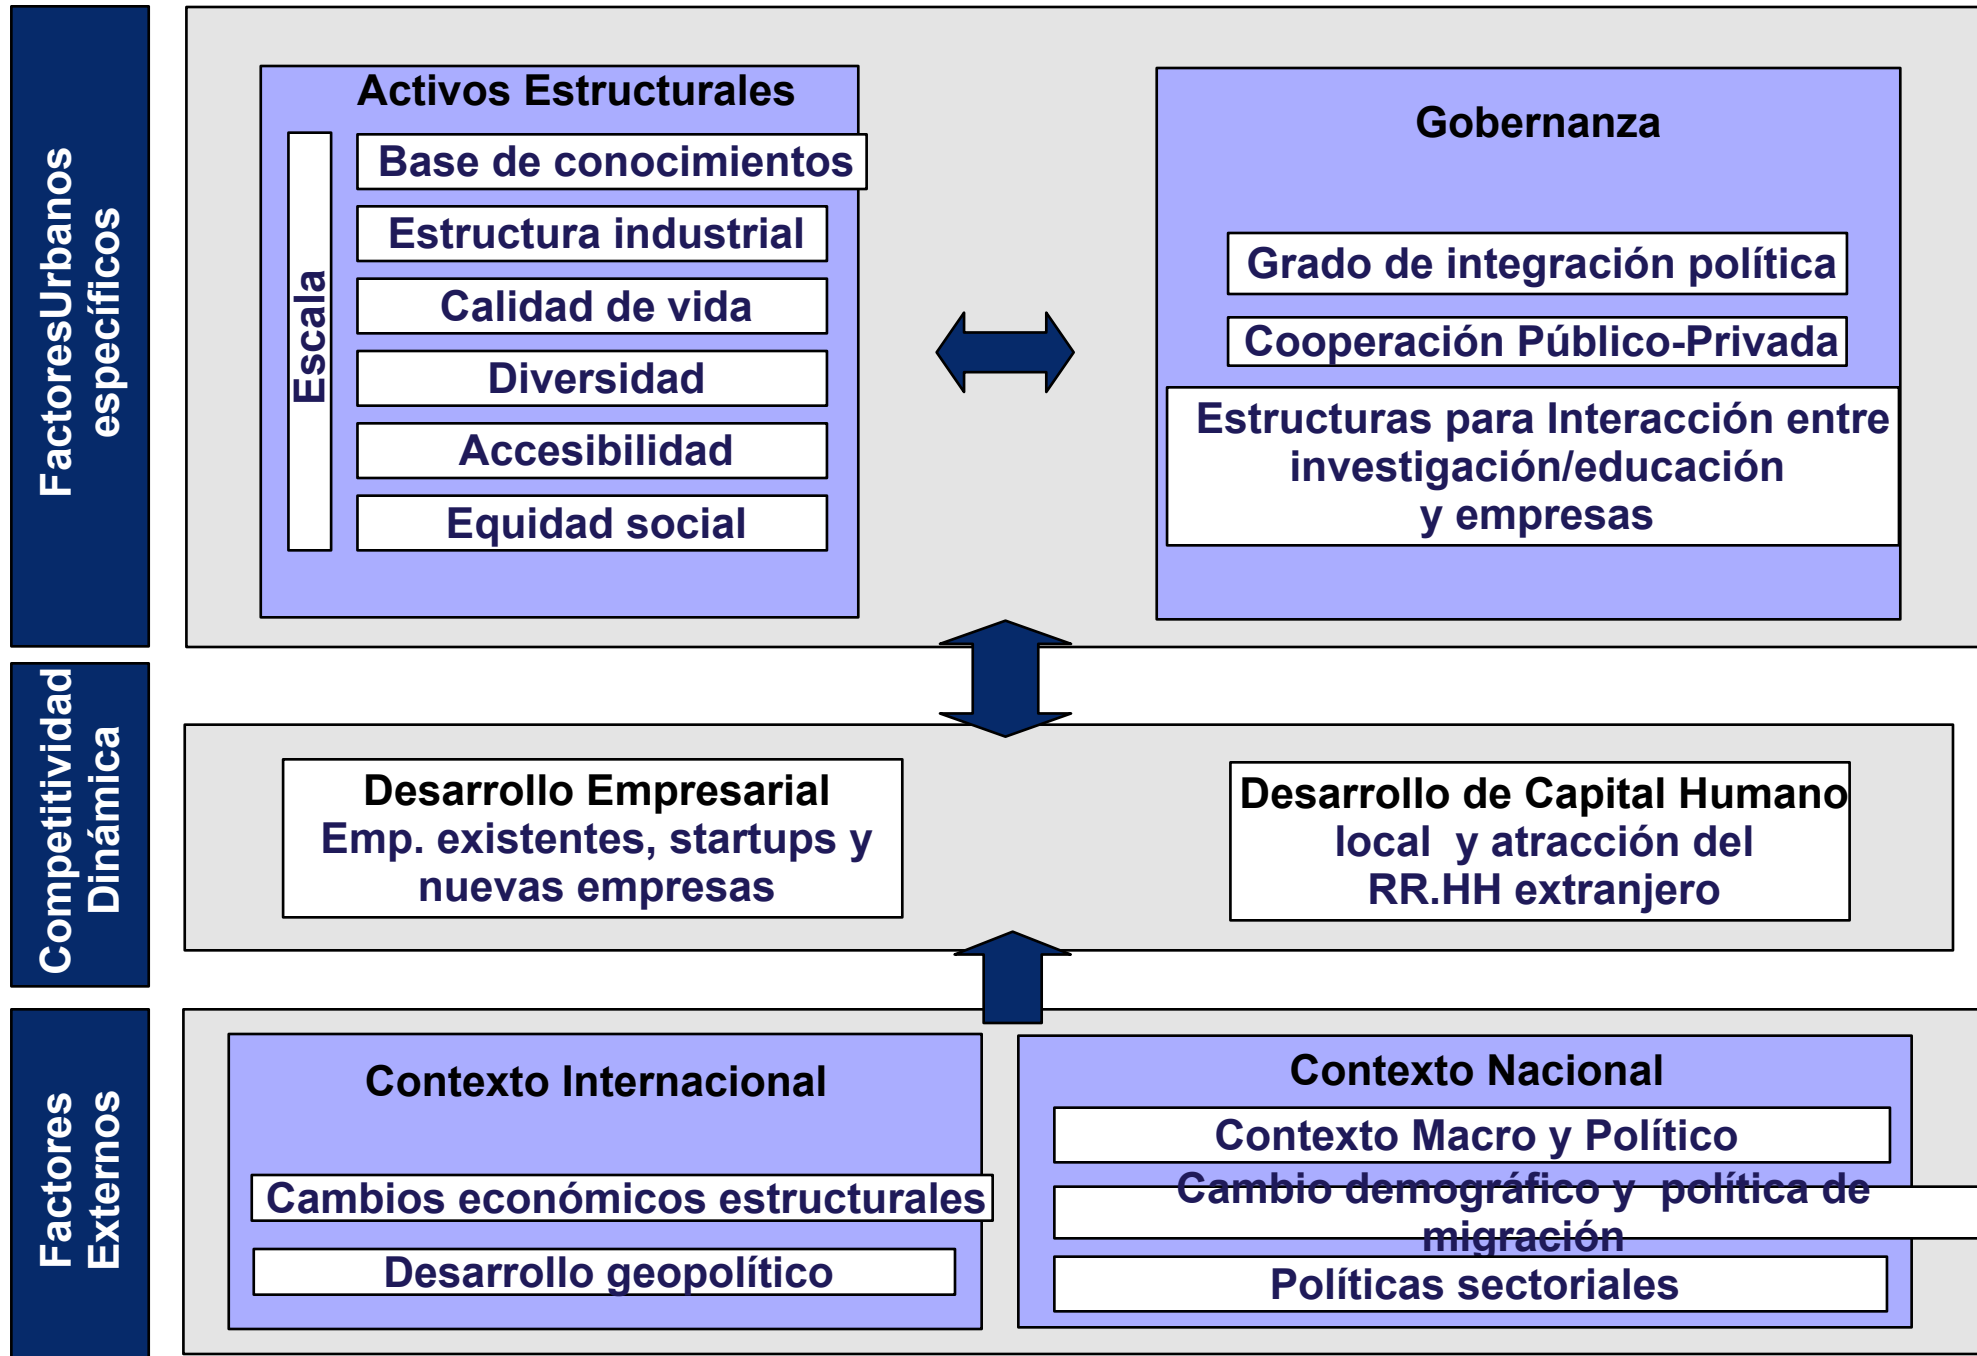 FactoresUrbanos
específicos
Activos Estructurales
Escala
Base de conocimientos
Estructura industrial
Calidad de vida
Diversidad
Accesibilidad
Equidad social
Gobernanza
Grado de integración política
Cooperación Público-Privada
Estructuras para Interacción entre
investigación/educación
y empresas
Competitividad
Dinámica
Desarrollo Empresarial
Emp. existentes, startups y
nuevas empresas
Desarrollo de Capital Humano
local y atracción del
RR.HH extranjero
Factores
Externos
Contexto Internacional
Cambios económicos estructurales
Desarrollo geopolítico
Contexto Nacional
Contexto Macro y Político
Cambio demográfico y política de
migración
Políticas sectoriales